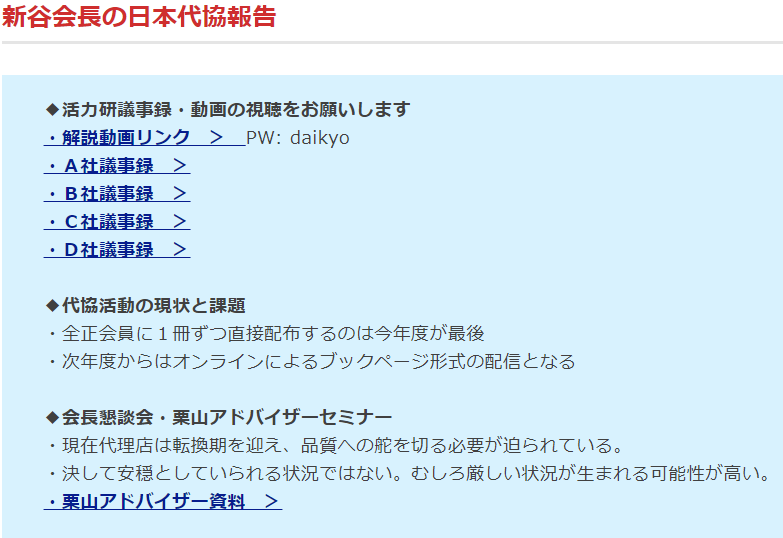 新谷会長の日本代協報告
◆活力研議事録・動画の視聴をお願いします
・解説動画リンク　＞　PW: daikyo
・Ａ社議事録　＞
・Ｂ社議事録　＞
・Ｃ社議事録　＞
・Ｄ社議事録　＞
◆代協活動の現状と課題
・全正会員に１冊ずつ直接配布するのは今年度が最後
・次年度からはオンラインによるブックページ形式の配信となる
◆会長懇談会・栗山アドバイザーセミナー
・現在代理店は転換期を迎え、品質への舵を切る必要が迫られている。
・決して安穏としていられる状況ではない。むしろ厳しい状況が生まれる可能性が高い。
・栗山アドバイザー資料　＞